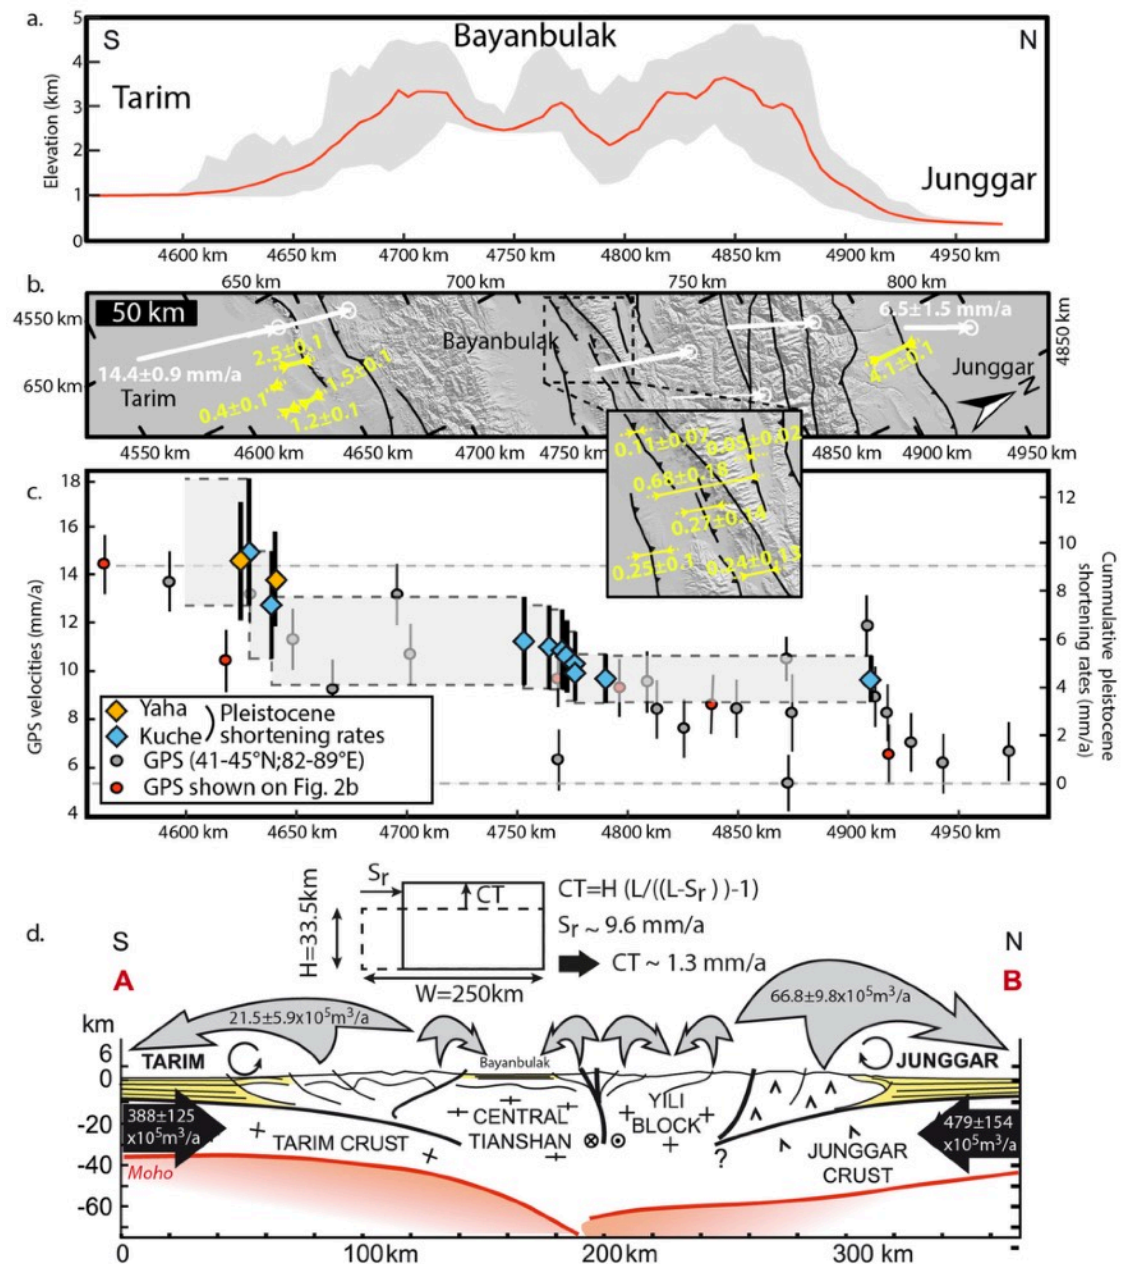 a.
5
4
3
2
1
0
Elevation (km)
S
Bayanbulak
N
Tarim
Junggar
4600 km
4650 km
4700 km
4750 km
4800 km
4850 km
4900 km
4950 km
b.
650 km
700 km
750 km
800 km
50 km
4550 km
650 km
4850 km
14.4±0.9 mm/a
Tarim
2.5±0.1
1.5±0.1
0.4±0.1
1.2±0.1
Bayanbulak
6.5±1.5 mm/a
4.1±0.1
Junggar
N
4550 km
4600 km
4650 km
4700 km
4750 km
4850 km
4900 km
4950 km
0.11±0.07
0.05±0.02
0.68±0.18
0.27±0.14
0.25±0.1
0.24±0.13
c.
18
16
14
12
10
8
6
4
GPS velocities (mm/a)
12
10
8
6
4
2
0
Cummulative pleistocene
shortening rates (mm/a)
Yaha
Kuche
Pleistocene
shortening rates
GPS (41-45°N;82-89°E)
GPS shown on Fig. 2b
4600 km
4650 km
4700 km
4750 km
4800 km
4850 km
4900 km
4950 km
d.
Sr
CT
H=33.5km
W=250km
CT=H (L/((L-Sr ))-1)
Sr ~ 9.6 mm/a
CT ~ 1.3 mm/a
S
N
A
B
km
6
0
-20
-40
-60
21.5±5.9x10⁵m³/a
66.8±9.8x10⁵m³/a
TARIM
Bayanbulak
JUNGGAR
388±125
x10⁵m³/a
479±154
x10⁵m³/a
TARIM CRUST
CENTRAL
TIANSHAN
YILI
BLOCK
?
JUNGGAR
CRUST
Moho
0
100km
200km
300 km